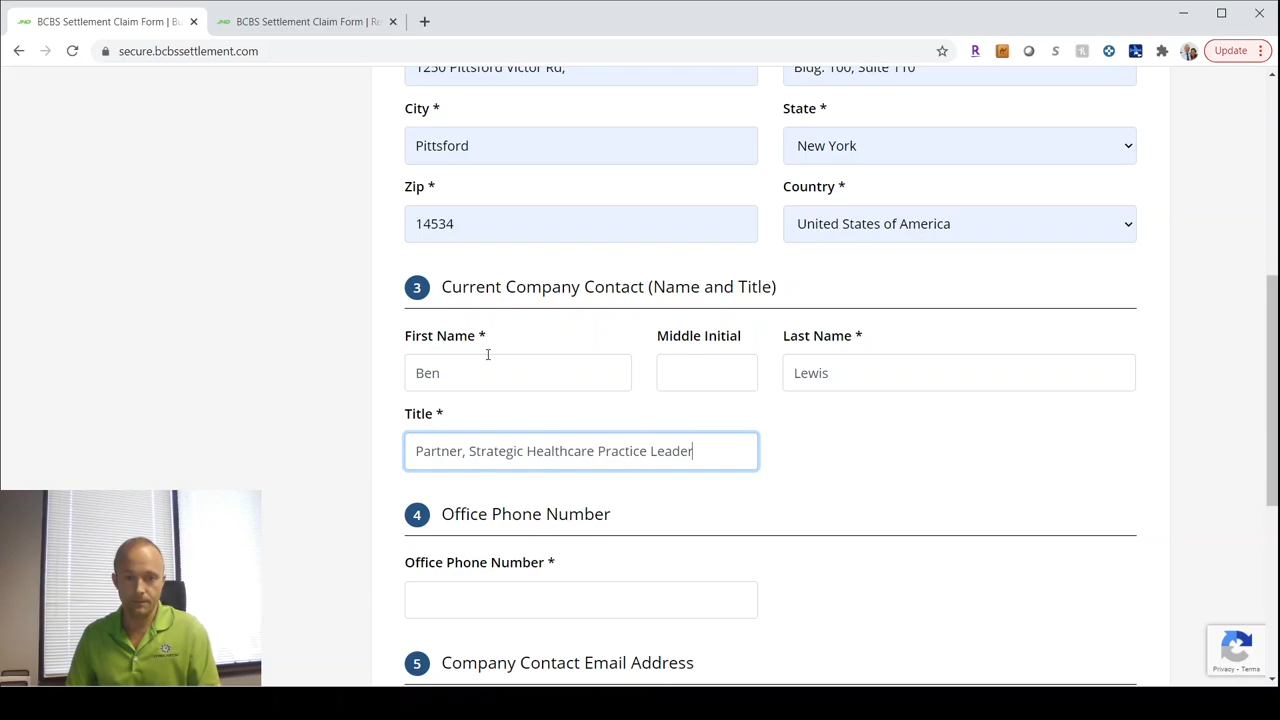 BCBS Settlement Claim Form | Bu
BCBS Settlement Claim Form | Re
secure.bcbssettlement.com
Update
1250 Pittsford Victor Rd,
Bldg. 100, Suite 110
City *
State *
Pittsford
New York
Zip *
Country *
14534
United States of America
3 Current Company Contact (Name and Title)
First Name *
Middle Initial
Last Name *
Ben
Lewis
Title *
Partner, Strategic Healthcare Practice Leader
4 Office Phone Number
Office Phone Number *
5 Company Contact Email Address
Privacy - Terms